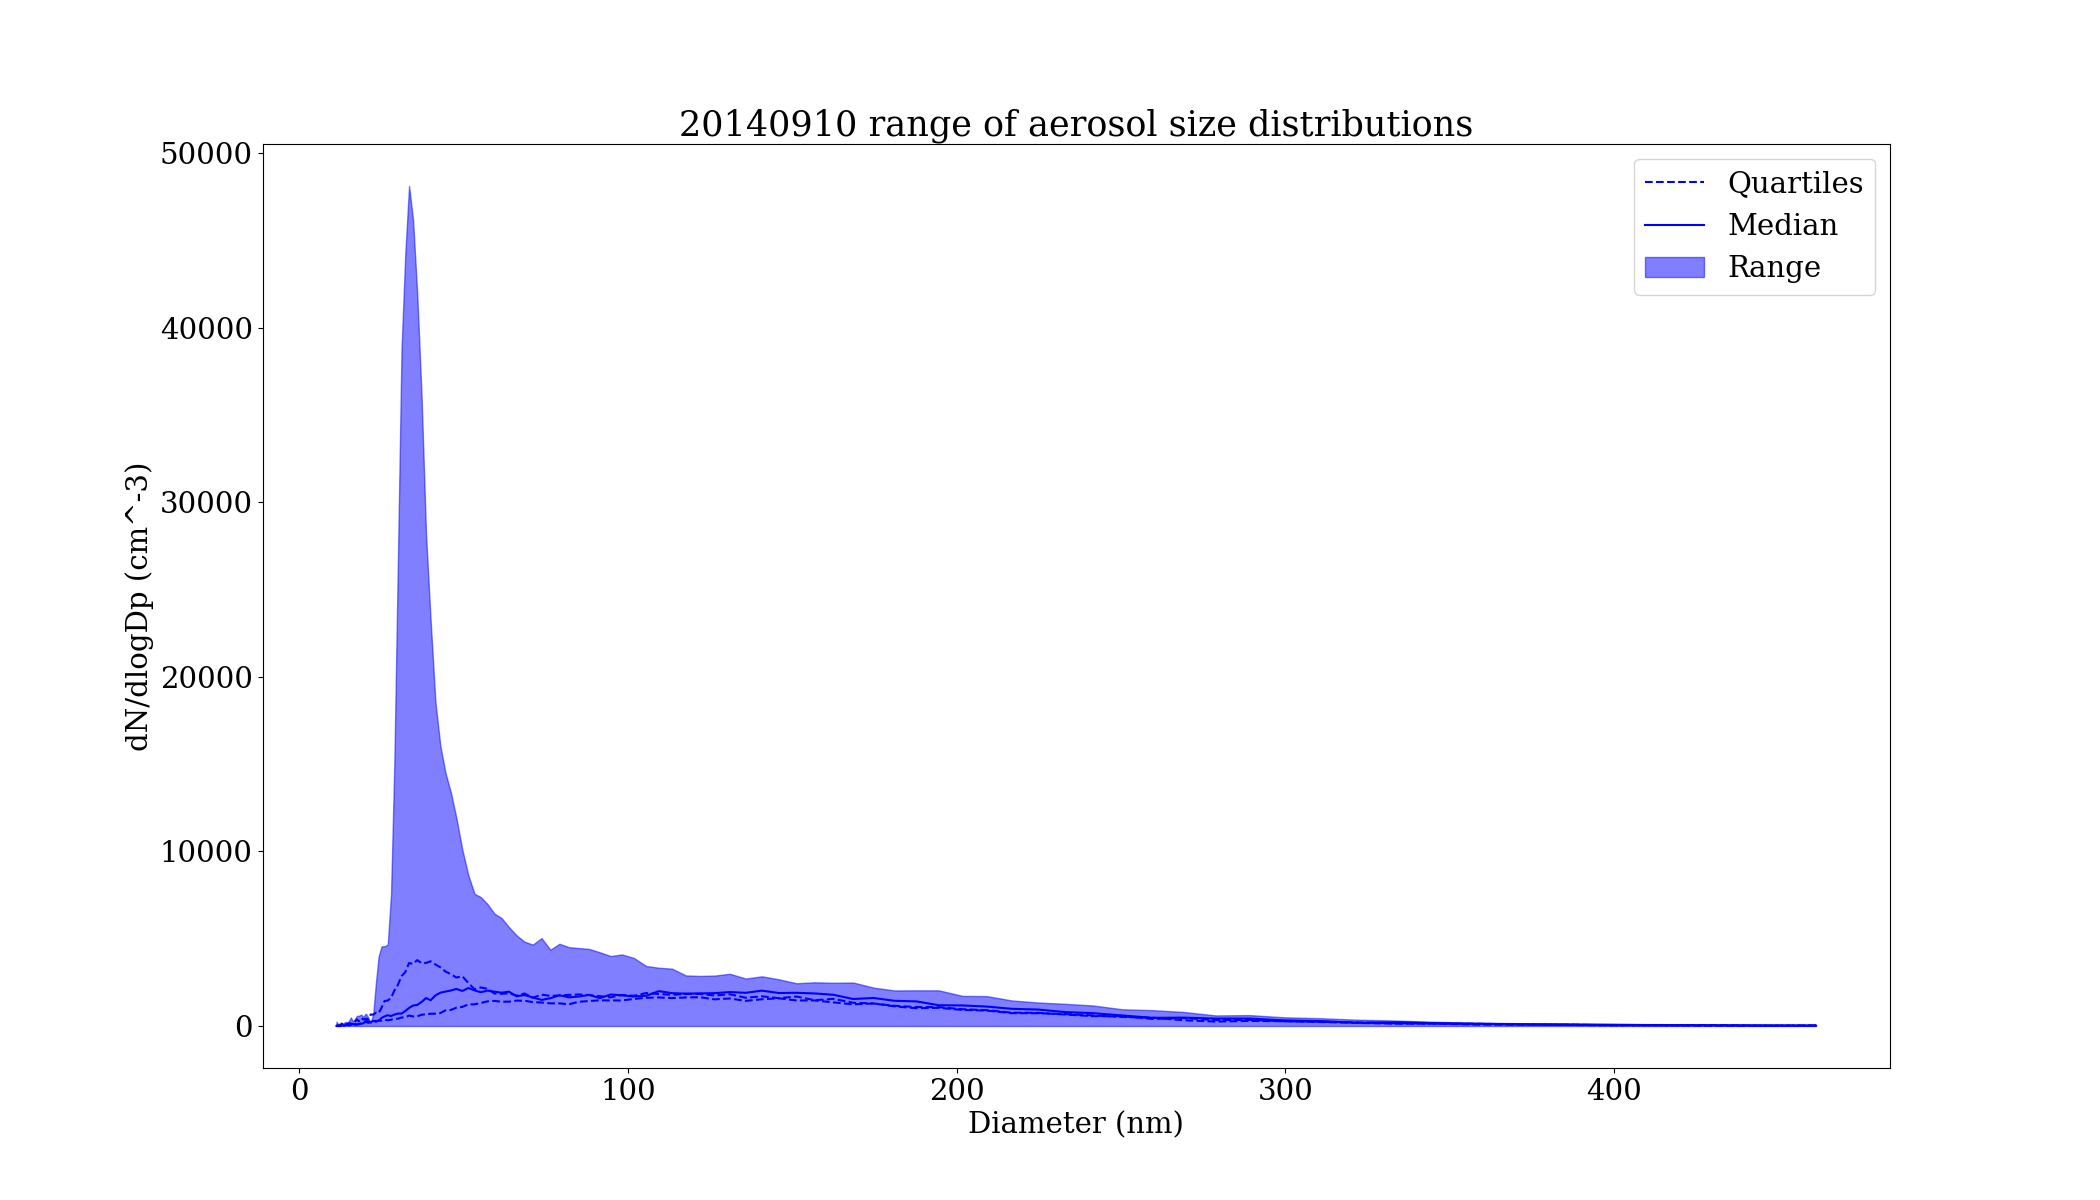 20140910 range of aerosol size distributions
50000
40000
30000
20000
10000
0
dN/dlogDp (cm^-3)
Quartiles
Median
Range
0 100 200 300 400
Diameter (nm)